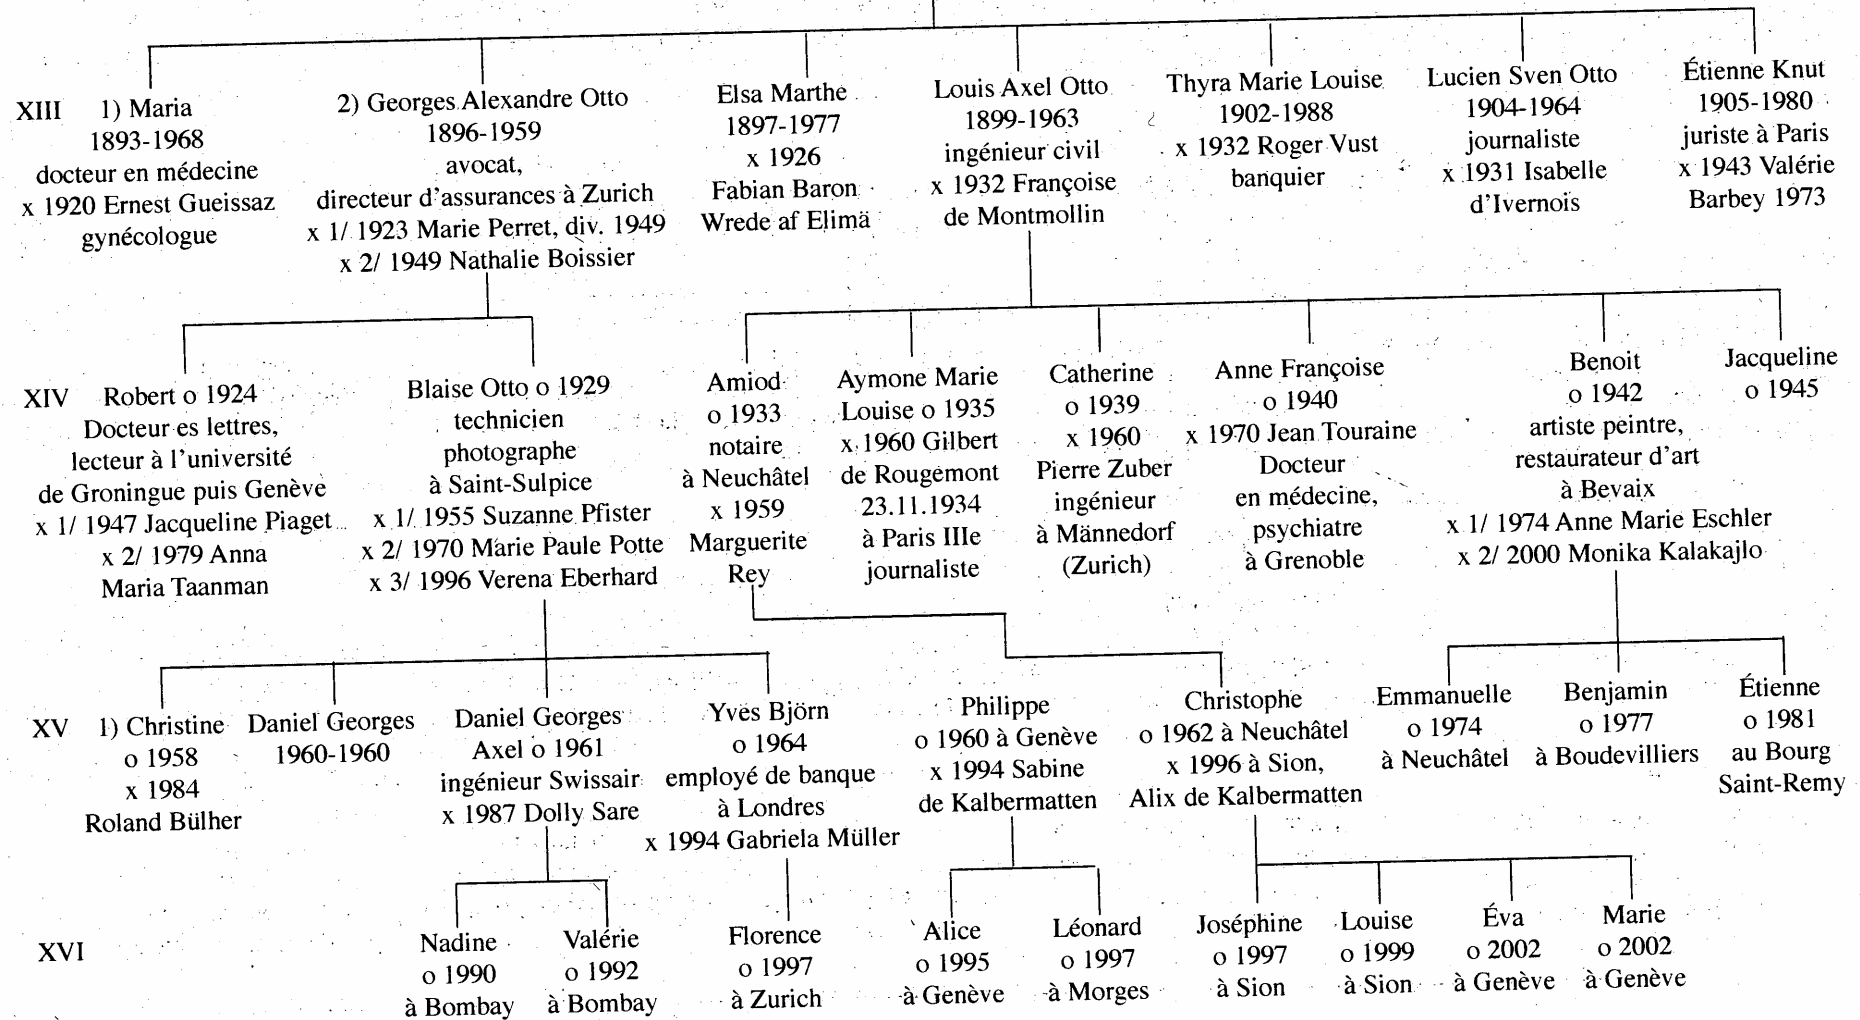 XIII
1) Maria
1893-1968
docteur en médecine
x 1920 Ernest Gueissaz
gynécologue
2) Georges Alexandre Otto
1896-1959
avocat,
directeur d'assurances à Zurich
x 1/ 1923 Marie Perret, div. 1949
x 2/ 1949 Nathalie Boissier
Elsa Marthe
1897-1977
x 1926
Fabian Baron
Wrede af Elimä
Louis Axel Otto
1899-1963
ingénieur civil
x 1932 Françoise
de Montmollin
Thyra Marie Louise
1902-1988
x 1932 Roger Vust
banquier
Lucien Sven Otto
1904-1964
journaliste
x 1931 Isabelle
d'Ivernois
Étienne Knut
1905-1980
juriste à Paris
x 1943 Valérie
Barbey 1973
XIV
Robert o 1924
Docteur es lettres,
lecteur à l'université
de Groningue puis Genève
x 1/ 1947 Jacqueline Piaget
x 2/ 1979 Anna
Maria Taanman
Blaise Otto o 1929
technicien
photographe
à Saint-Sulpice
x 1/ 1955 Suzanne Pfister
x 2/ 1970 Marie Paule Potte
x 3/ 1996 Verena Eberhard
Amiod
o 1933
notaire
à Neuchâtel
x 1959
Marguerite
Rey
Aymone Marie
Louise o 1935
x 1960 Gilbert
de Rougemont
23.11.1934
à Paris IIIe
journaliste
Catherine
o 1939
x 1960
Pierre Zuber
ingénieur
à Männedorf
(Zurich)
Anne Françoise
o 1940
x 1970 Jean Touraine
Docteur
en médecine,
psychiatre
à Grenoble
Benoit
o 1942
artiste peintre,
restaurateur d'art
à Bevaix
x 1/ 1974 Anne Marie Eschler
x 2/ 2000 Monika Kalakajlo
Jacqueline
o 1945
XV
1) Christine
o 1958
x 1984
Roland Bülher
Daniel Georges
1960-1960
Daniel Georges
Axel o 1961
ingénieur Swissair
x 1987 Dolly Sare
Yves Björn
o 1964
employé de banque
à Londres
x 1994 Gabriela Müller
Philippe
o 1960 à Genève
x 1994 Sabine
de Kalbermatten
Christophe
o 1962 à Neuchâtel
x 1996 à Sion,
Alix de Kalbermatten
Emmanuelle
o 1974
à Neuchâtel
Benjamin
o 1977
à Boudevilliers
Étienne
o 1981
au Bourg
Saint-Remy
XVI
Nadine
o 1990
à Bombay
Valérie
o 1992
à Bombay
Florence
o 1997
à Zurich
Alice
o 1995
à Genève
Léonard
o 1997
à Morges
Joséphine
o 1997
à Sion
Louise
o 1999
à Sion
Éva
o 2002
à Genève
Marie
o 2002
à Genève